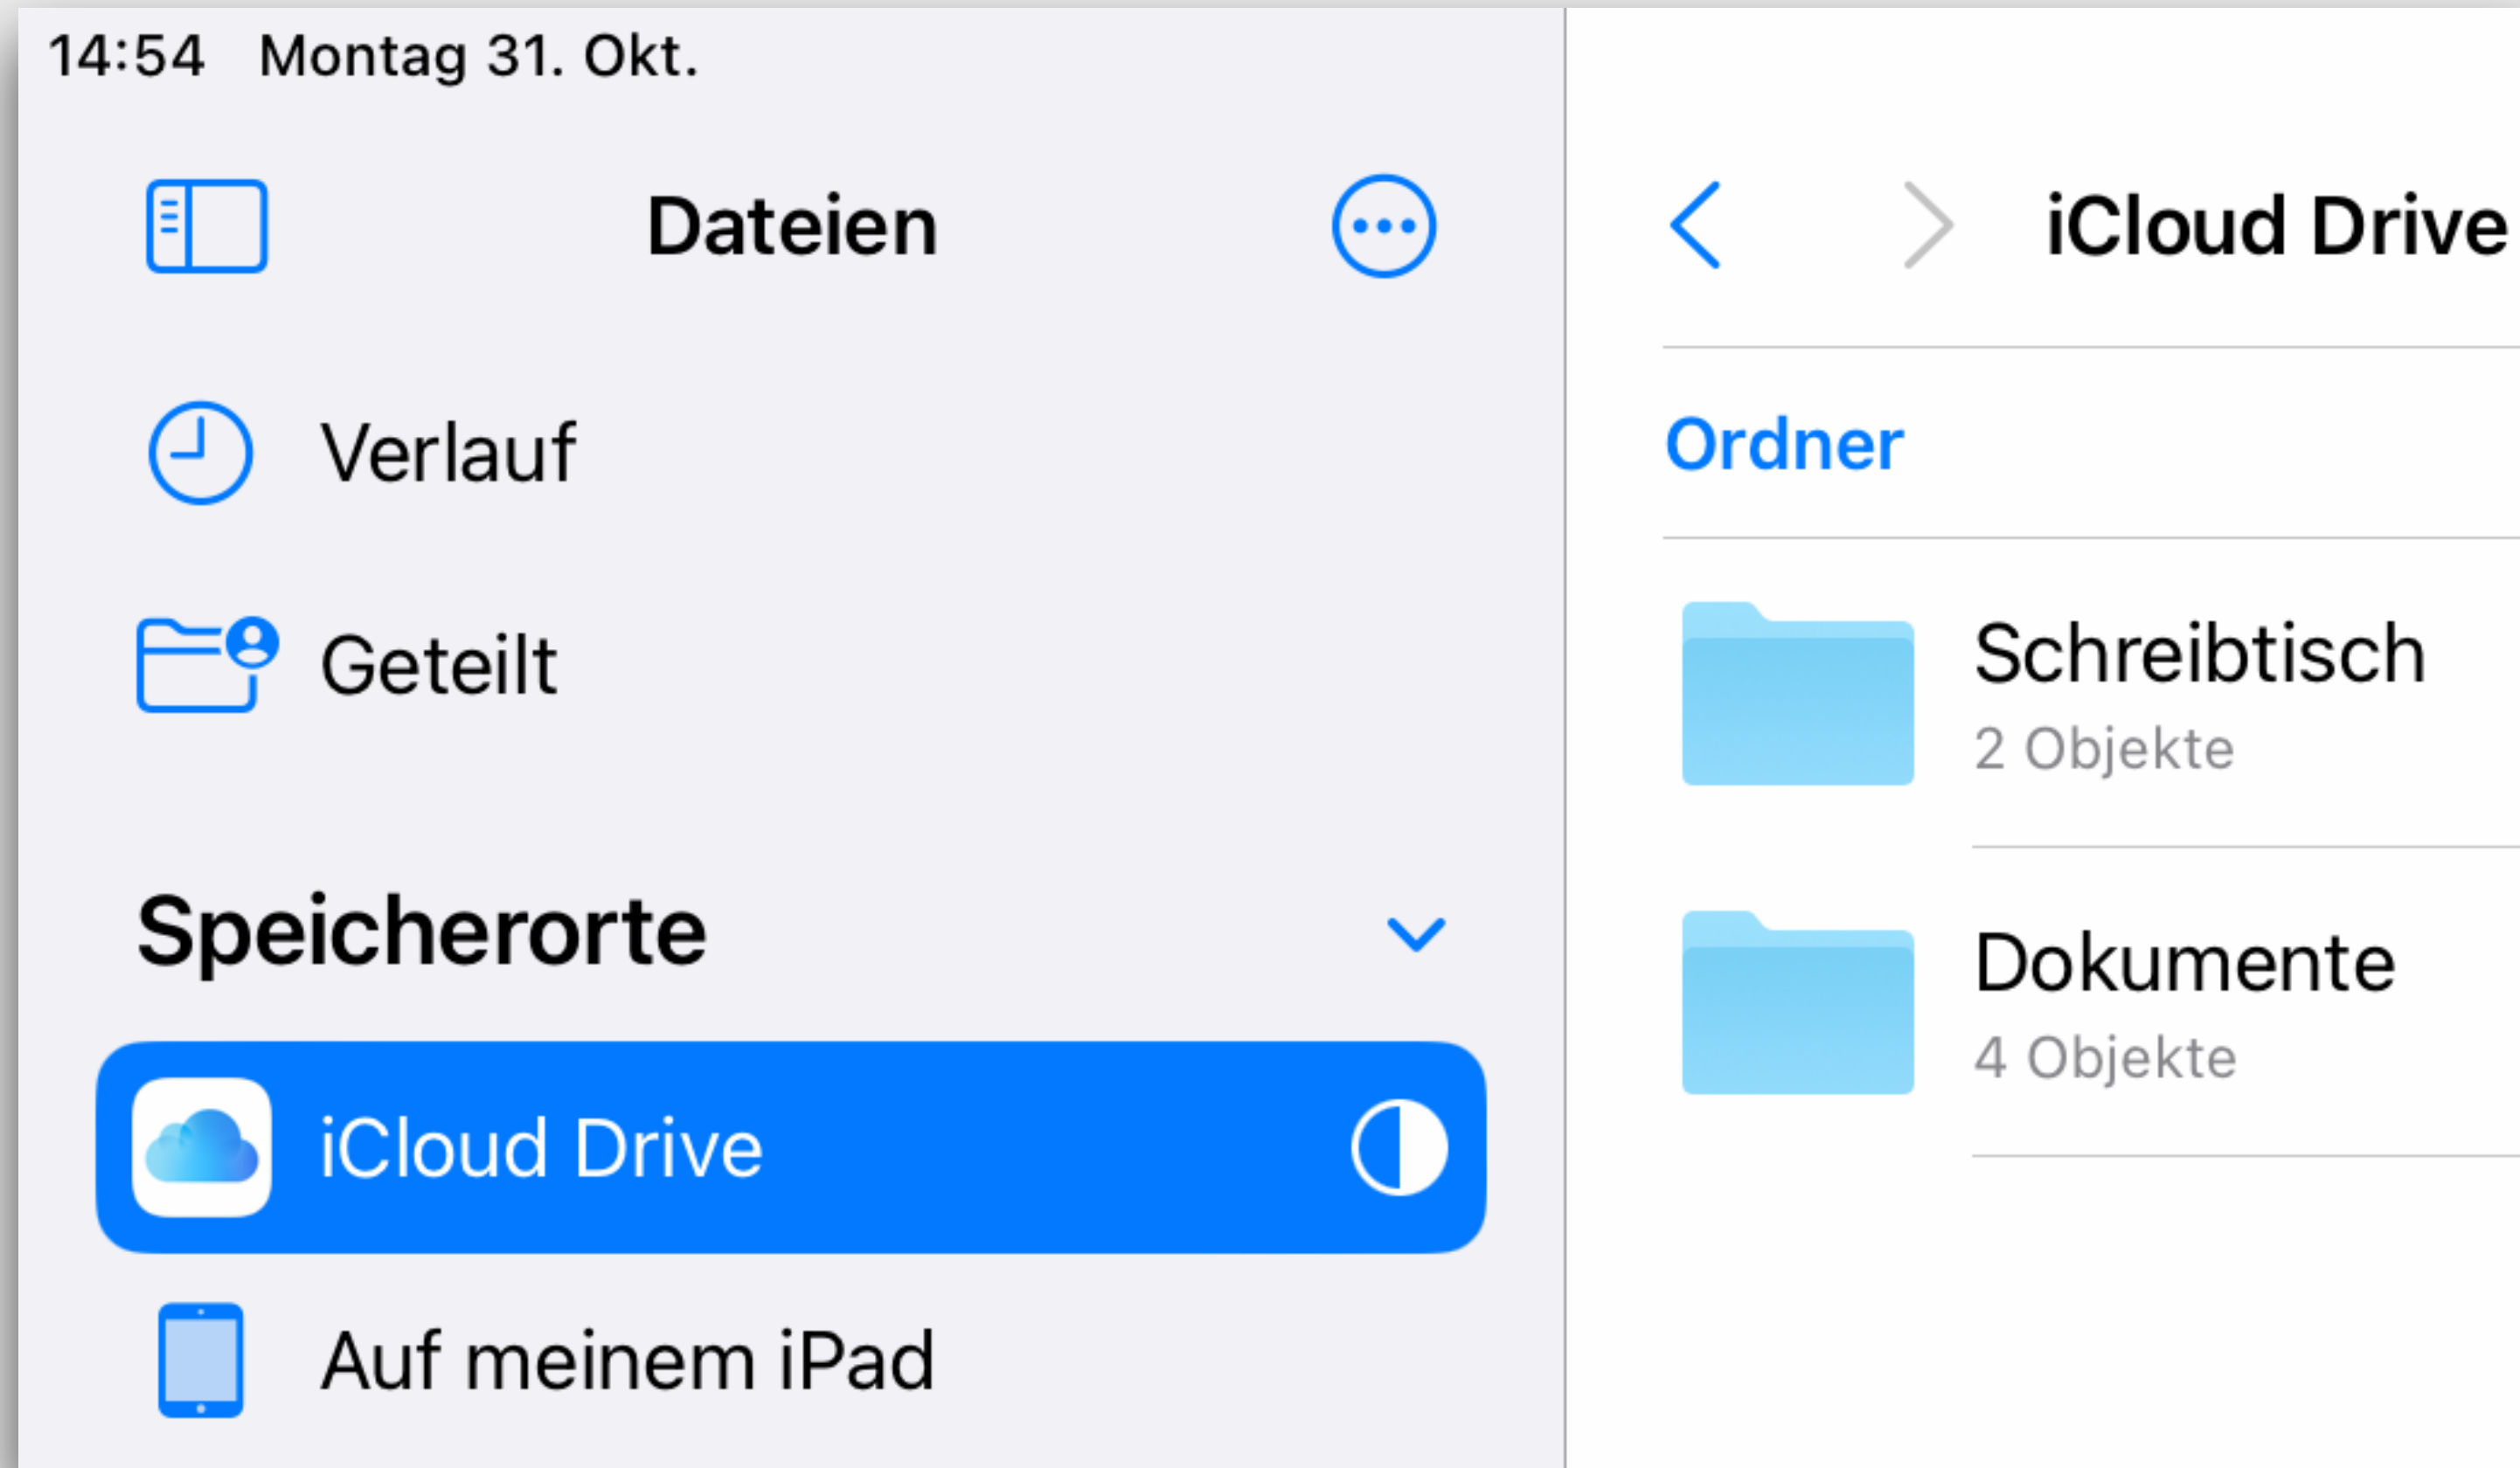 14:54 Montag 31. Okt.
Dateien
Verlauf
Geteilt
Speicherorte
iCloud Drive
Auf meinem iPad
iCloud Drive
Ordner
Schreibtisch
2 Objekte
Dokumente
4 Objekte